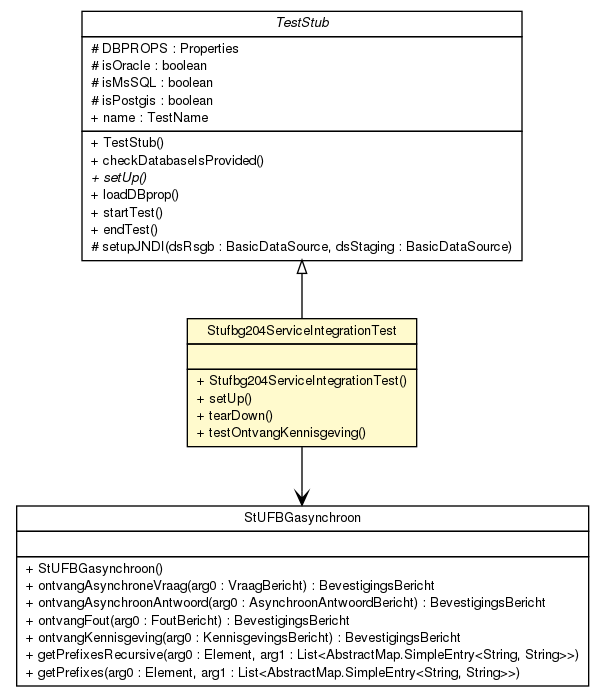 TestStub
# DBPROPS : Properties
# isOracle : boolean
# isMsSQL : boolean
# isPostgis : boolean
+ name : TestName
+ TestStub()
+ checkDatabaseIsProvided()
+ setUp()
+ loadDBprop()
+ startTest()
+ endTest()
# setupJNDI(dsRsgb : BasicDataSource, dsStaging : BasicDataSource)
Stufbg204ServiceIntegrationTest
+ Stufbg204ServiceIntegrationTest()
+ setUp()
+ tearDown()
+ testOntvangKennisgeving()
StUFBGasynchroon
+ StUFBGasynchroon()
+ ontvangAsynchroneVraag(arg0 : VraagBericht) : BevestigingsBericht
+ ontvangAsynchroonAntwoord(arg0 : AsynchroonAntwoordBericht) : BevestigingsBericht
+ ontvangFout(arg0 : FoutBericht) : BevestigingsBericht
+ ontvangKennisgeving(arg0 : KennisgevingsBericht) : BevestigingsBericht
+ getPrefixesRecursive(arg0 : Element, arg1 : List<AbstractMap.SimpleEntry<String, String>>)
+ getPrefixes(arg0 : Element, arg1 : List<AbstractMap.SimpleEntry<String, String>>)